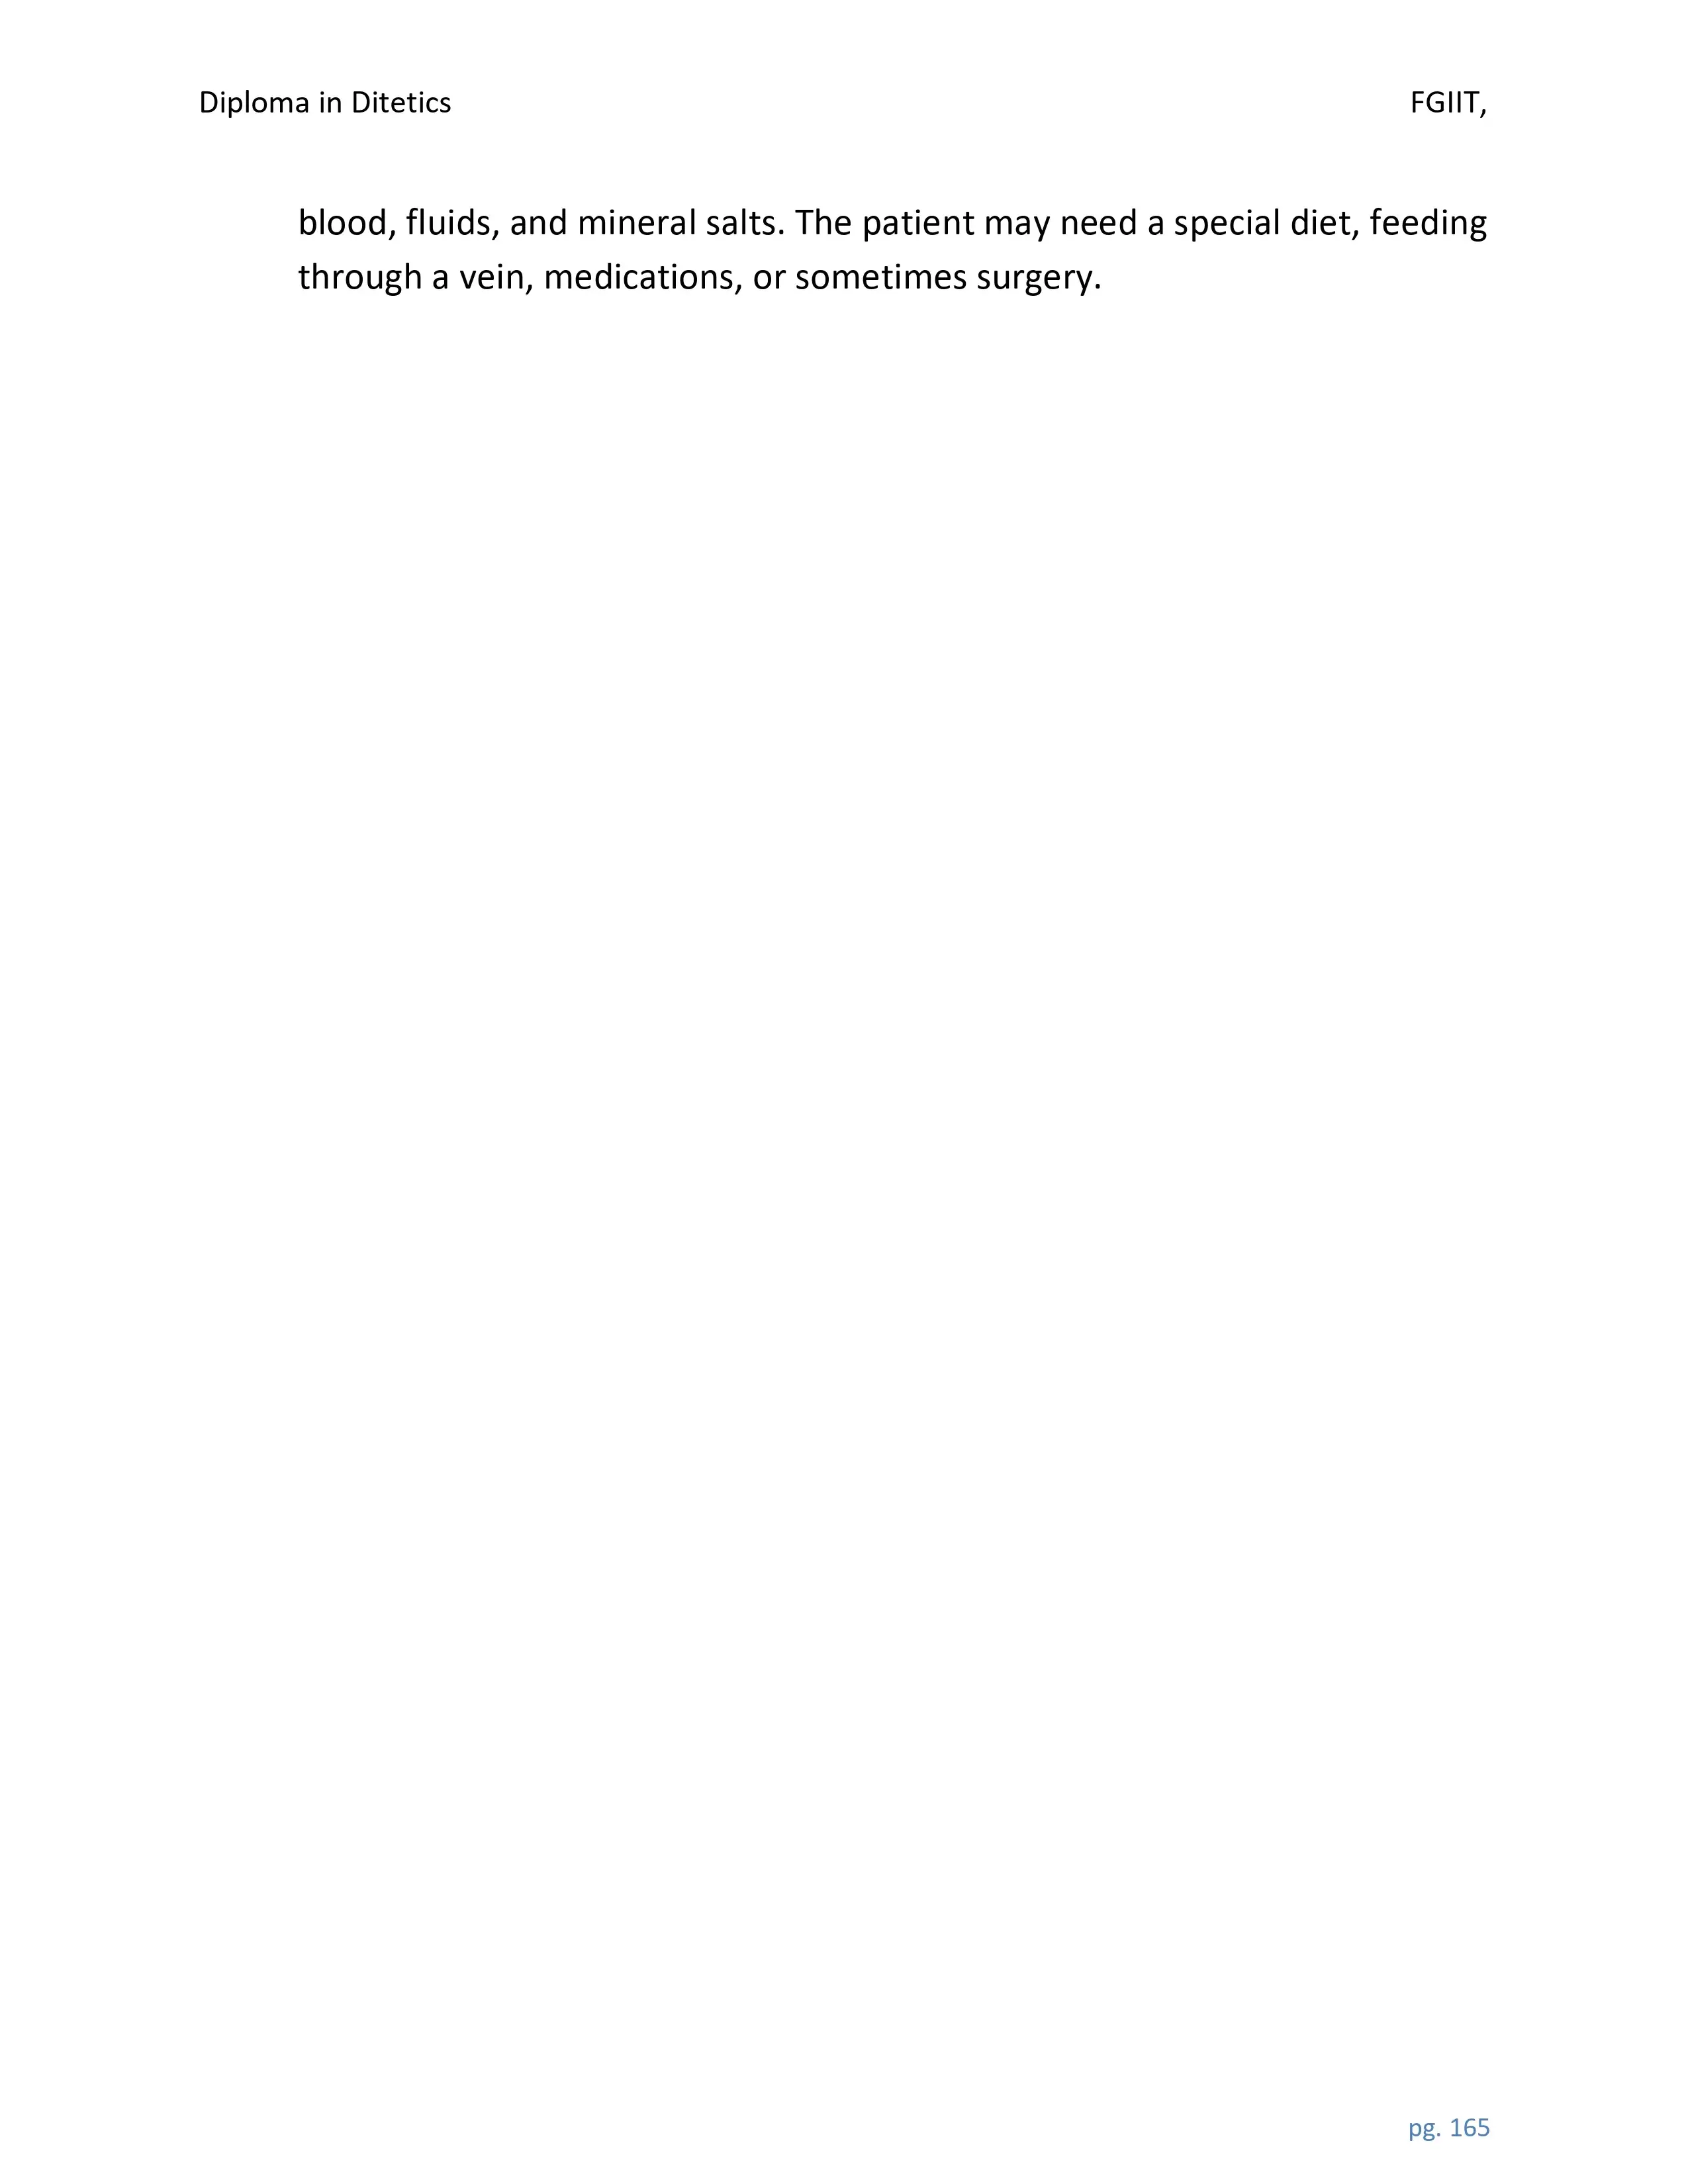 Diploma in Ditetics FGIIT,
blood, fluids, and mineral salts. The patient may need a special diet, feeding
through a vein, medications, or sometimes surgery.
pg. 165